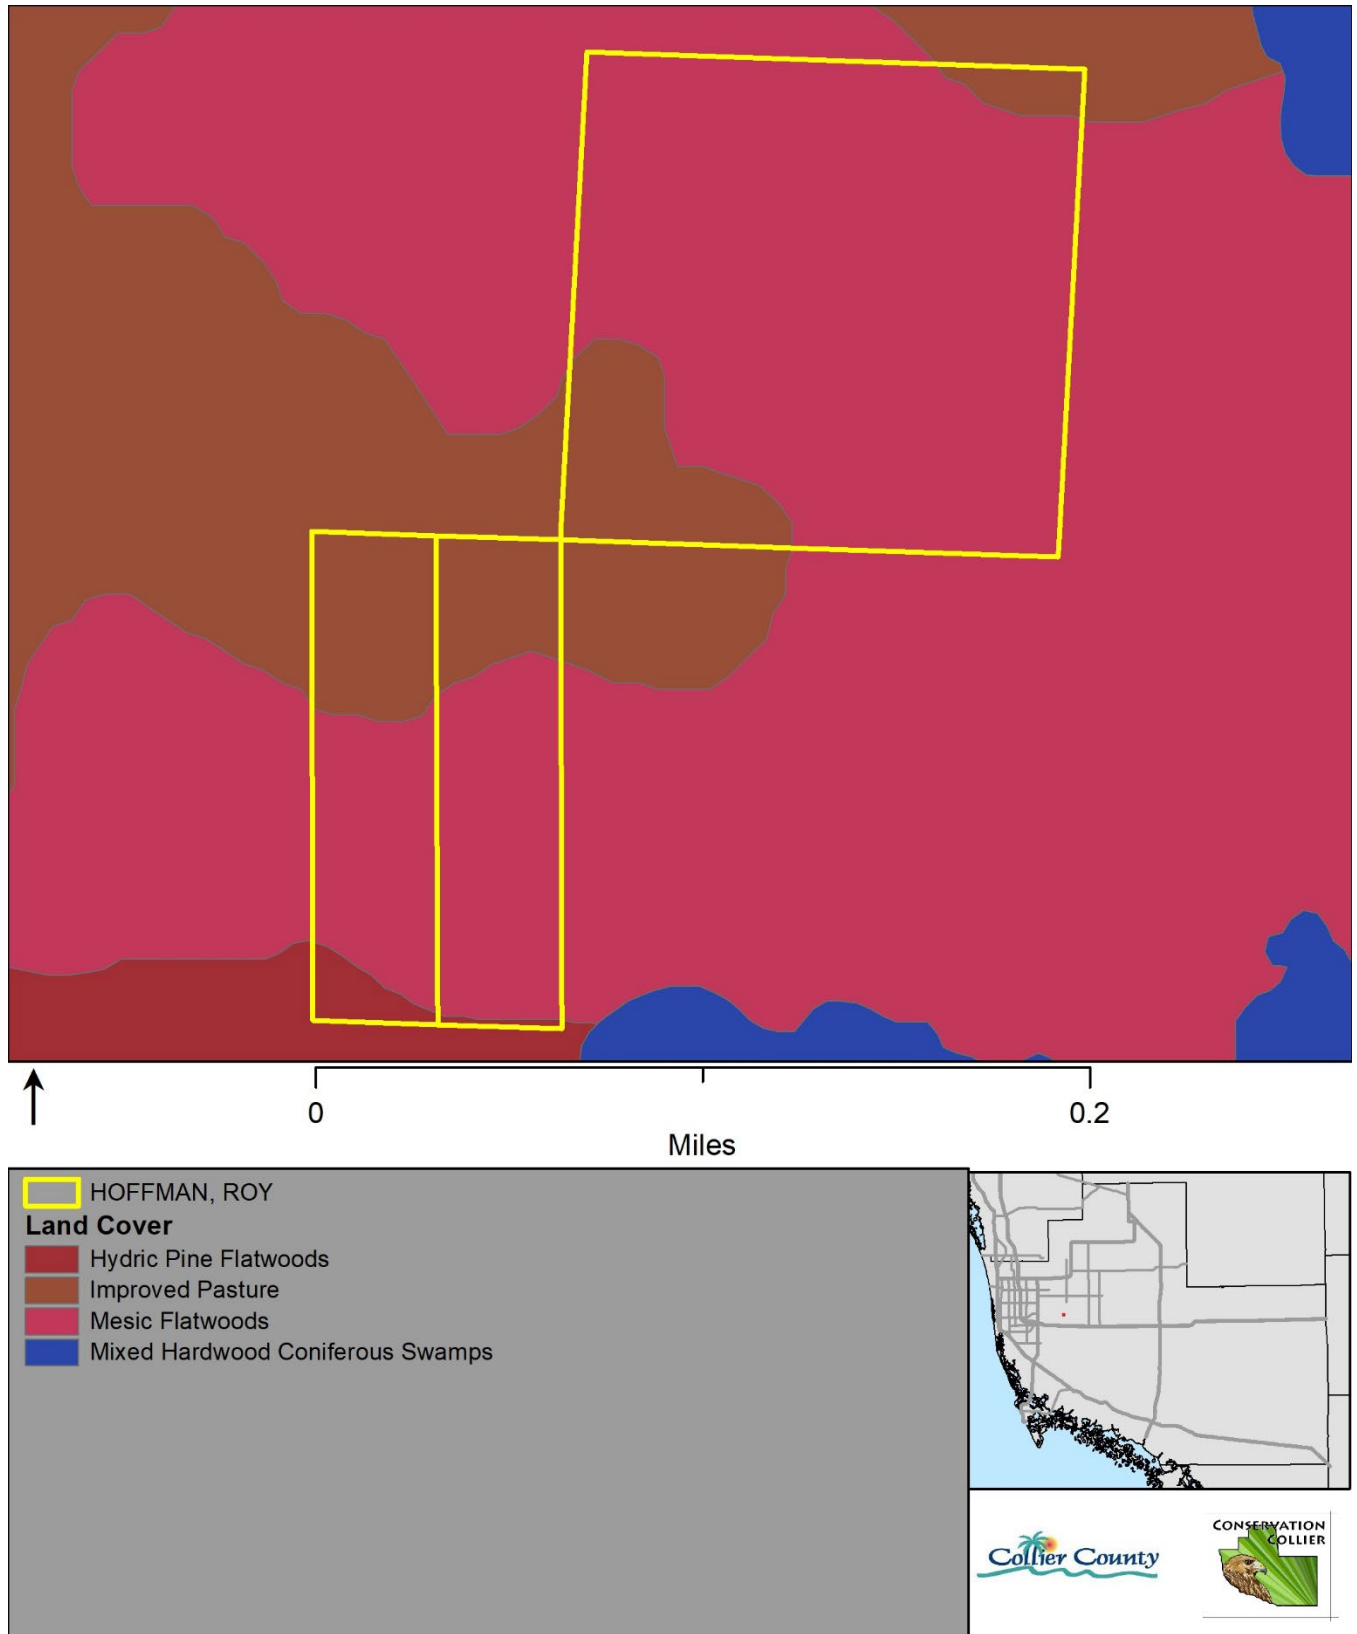 0
0.2
Miles
HOFFMAN, ROY
Land Cover
Hydric Pine Flatwoods
Improved Pasture
Mesic Flatwoods
Mixed Hardwood Coniferous Swamps
Collier County
CONSERVATION
COLLIER